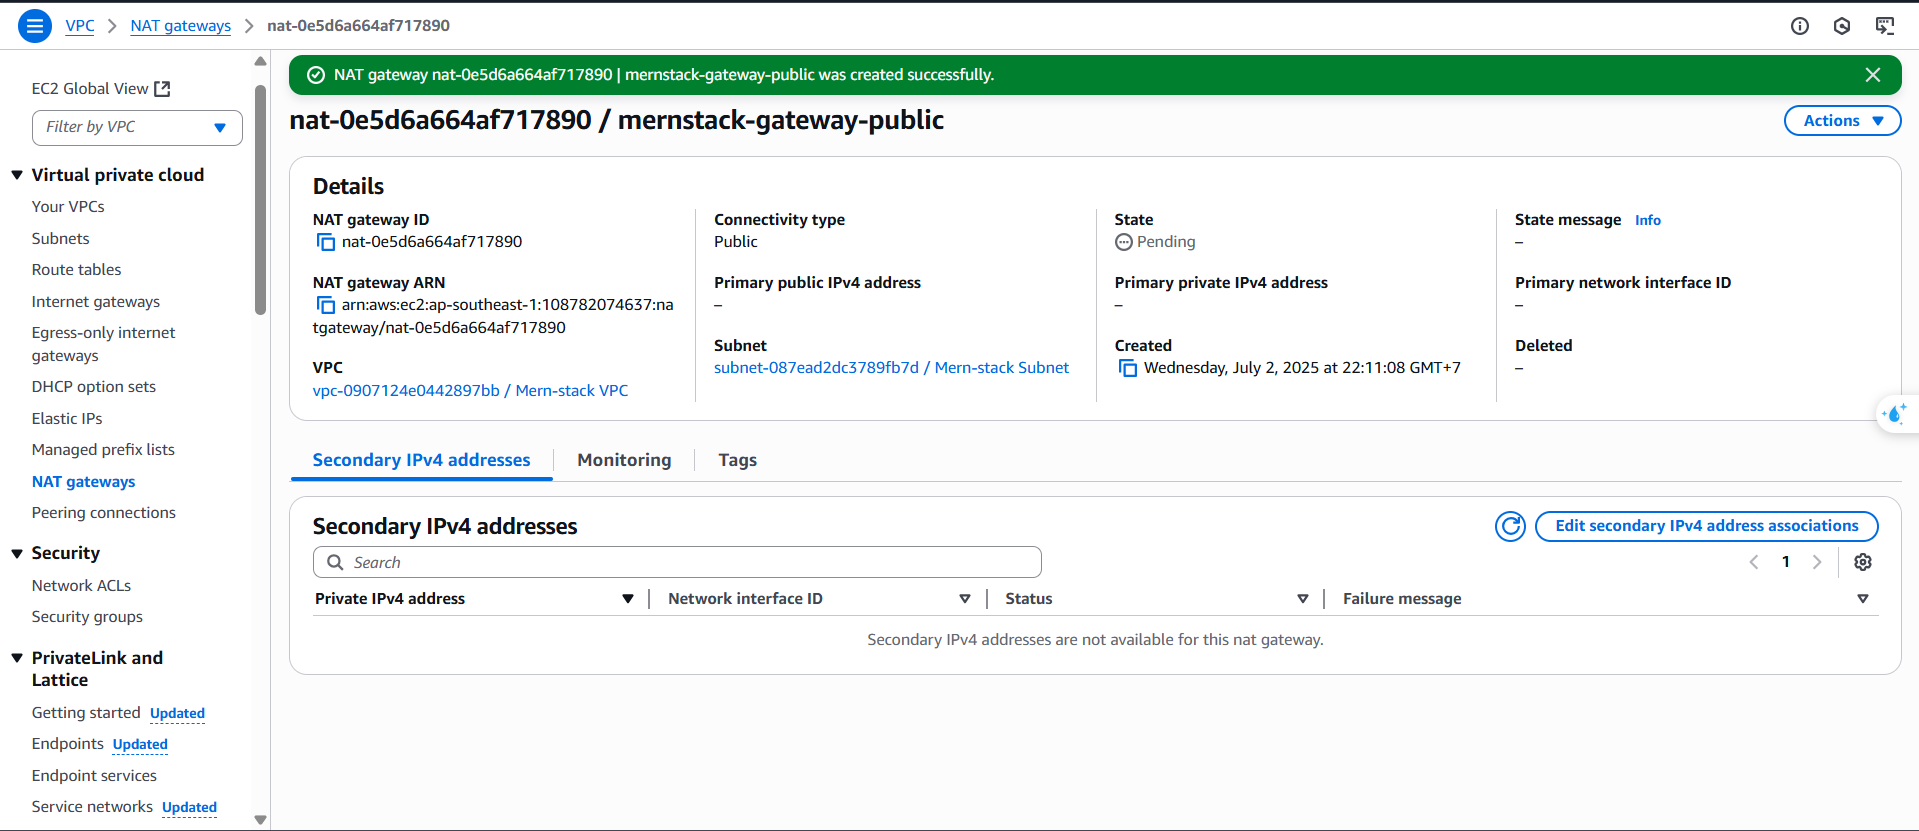 VPC > NAT gateways > nat-0e5d6a664af717890
EC2 Global View
Filter by VPC
Virtual private cloud
Your VPCs
Subnets
Route tables
Internet gateways
Egress-only internet
gateways
DHCP option sets
Elastic IPs
Managed prefix lists
NAT gateways
Peering connections
Security
Network ACLs
Security groups
PrivateLink and
Lattice
Getting started Updated
Endpoints Updated
Endpoint services
Service networks Updated
NAT gateway nat-0e5d6a664af717890 | mernstack-gateway-public was created successfully.
nat-0e5d6a664af717890 / mernstack-gateway-public
Actions
Details
NAT gateway ID
nat-0e5d6a664af717890
NAT gateway ARN
arn:aws:ec2:ap-southeast-1:108782074637:na
tgateway/nat-0e5d6a664af717890
VPC
vpc-0907124e0442897bb / Mern-stack VPC
Connectivity type
Public
Primary public IPv4 address
–
Subnet
subnet-087ead2dc3789fb7d / Mern-stack Subnet
State
Pending
Primary private IPv4 address
–
Created
Wednesday, July 2, 2025 at 22:11:08 GMT+7
State message Info
–
Primary network interface ID
–
Deleted
–
Secondary IPv4 addresses
Monitoring
Tags
Secondary IPv4 addresses
Edit secondary IPv4 address associations
Search
1
Private IPv4 address
Network interface ID
Status
Failure message
Secondary IPv4 addresses are not available for this nat gateway.